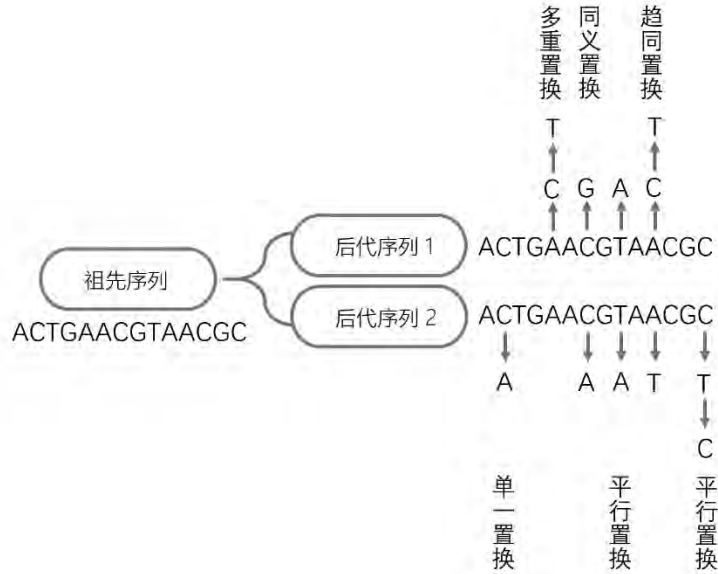 多重置换
同义置换
趋同置换
T T
C G A C
后代序列 1
ACTGAACGTAACGC
祖先序列
ACTGAACGTAACGC
后代序列 2
ACTGAACGTAACGC
A A A T T
C
单一置换
平行置换
平行置换